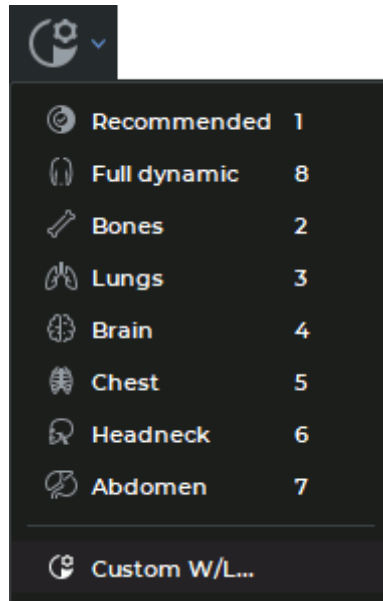 Recommended 1
Full dynamic 8
Bones 2
Lungs 3
Brain 4
Chest 5
Headneck 6
Abdomen 7
Custom W/L...